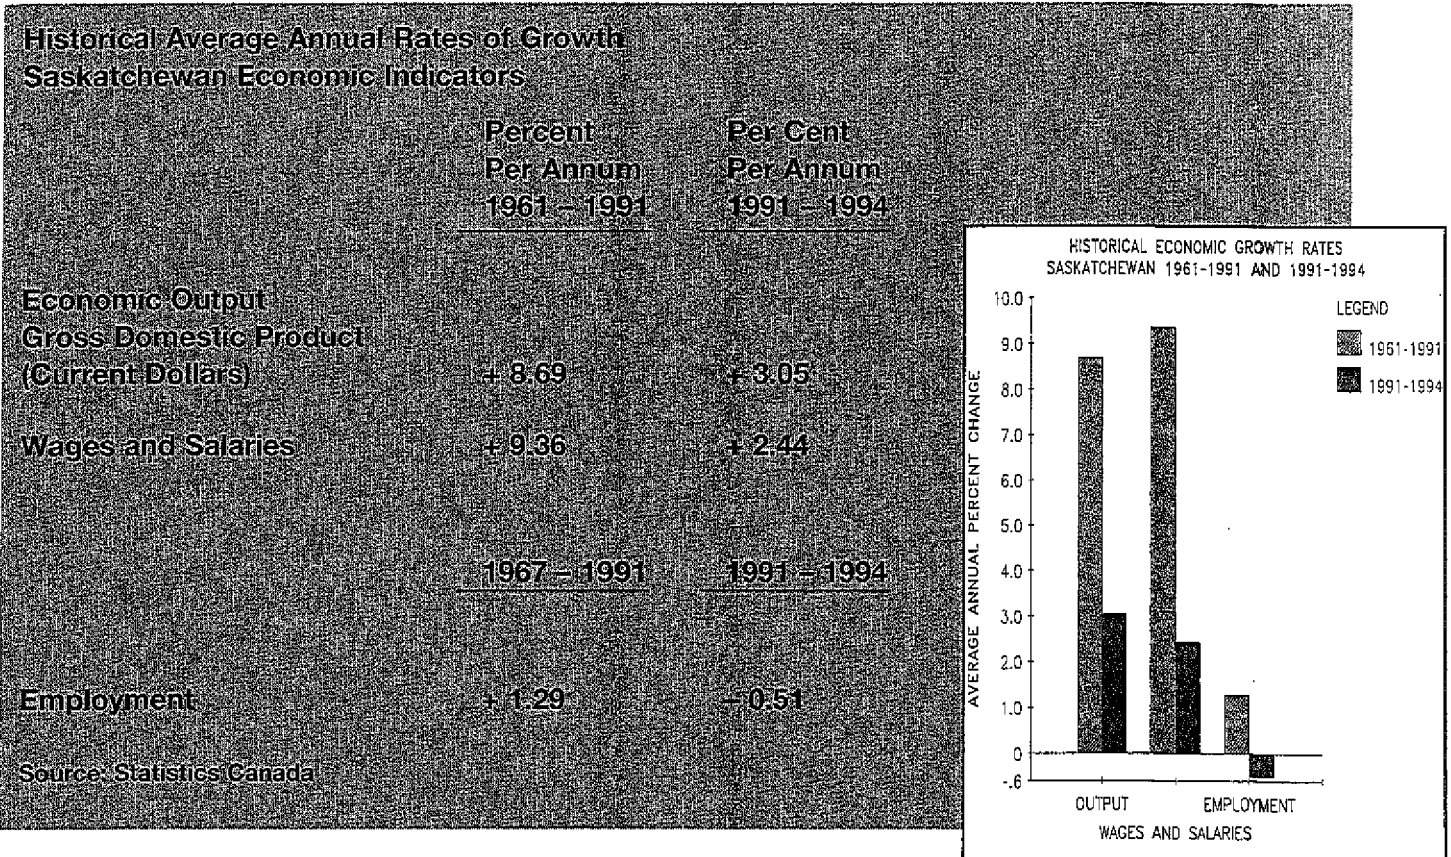 Historical Average Annual Rates of Growth
Saskatchewan Economic Indicators
Percent Per Cent
Per Annum Per Annum
1961 – 1991 1991 – 1994
Economic Output
Gross Domestic Product
(Current Dollars) + 8.69 + 3.05
Wages and Salaries + 9.36 + 2.44
1967 – 1991 1991 – 1994
Employment + 1.29 – 0.51
Source: Statistics Canada
HISTORICAL ECONOMIC GROWTH RATES
SASKATCHEWAN 1961-1991 AND 1991-1994
LEGEND
1961-1991
1991-1994
AVERAGE ANNUAL PERCENT CHANGE
10.0
9.0
8.0
7.0
6.0
5.0
4.0
3.0
2.0
1.0
0
-.6
OUTPUT EMPLOYMENT
WAGES AND SALARIES